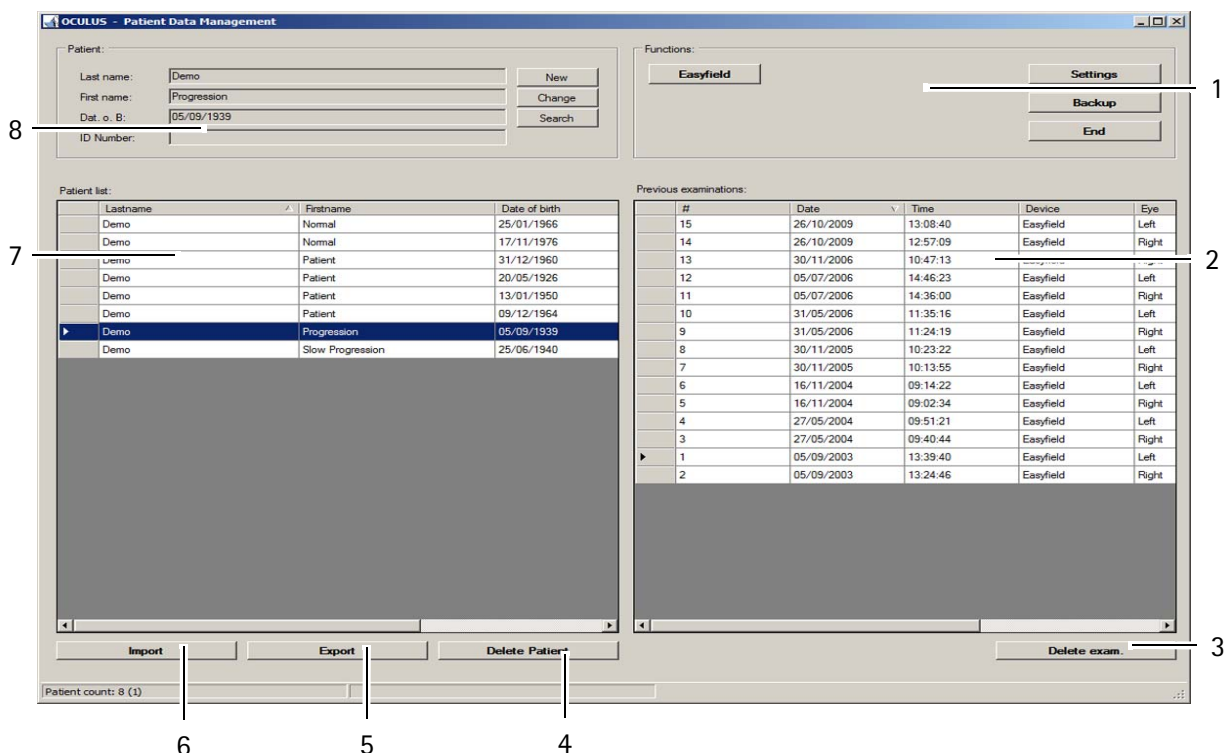 OCULUS - Patient Data Management
Patient:
Last name: Demo New
First name: Progression Change
Dat. o. B: 05/09/1939 Search
ID Number:
Functions:
Easyfield Settings
Backup
End
1
8
Patient list:
Lastname Firstname Date of birth
Demo Normal 25/01/1966
Demo Normal 17/11/1976
Demo Patient 31/12/1960
Demo Patient 20/05/1926
Demo Patient 13/01/1950
Demo Patient 09/12/1964
Demo Progression 05/09/1939
Demo Slow Progression 25/06/1940
7
Previous examinations:
# Date Time Device Eye
15 26/10/2009 13:08:40 Easyfield Left
14 26/10/2009 12:57:09 Easyfield Right
13 30/11/2006 10:47:13
12 05/07/2006 14:46:23 Easyfield Left
11 05/07/2006 14:36:00 Easyfield Right
10 31/05/2006 11:35:16 Easyfield Left
9 31/05/2006 11:24:19 Easyfield Right
8 30/11/2005 10:23:22 Easyfield Left
7 30/11/2005 10:13:55 Easyfield Right
6 16/11/2004 09:14:22 Easyfield Left
5 16/11/2004 09:02:34 Easyfield Right
4 27/05/2004 09:51:21 Easyfield Left
3 27/05/2004 09:40:44 Easyfield Right
1 05/09/2003 13:39:40 Easyfield Left
2 05/09/2003 13:24:46 Easyfield Right
2
Import Export Delete Patient
Delete exam.
3
Patient count: 8 (1)
6 5 4